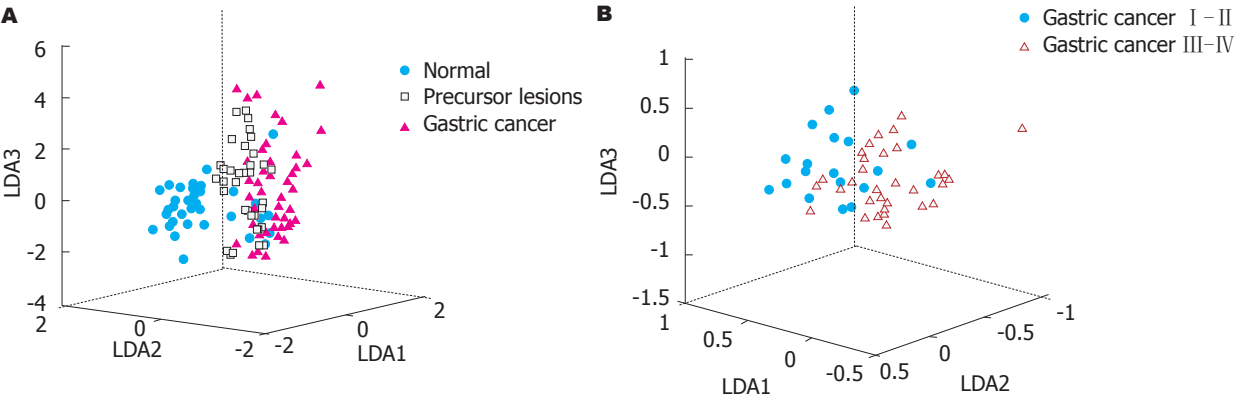 A
6
4
2
0
-2
-4
LDA3
2
0
-2
LDA2
-2
0
2
LDA1
Normal
Precursor lesions
Gastric cancer
B
Gastric cancer Ⅰ-Ⅱ
Gastric cancer Ⅲ-Ⅳ
1
0.5
0
-0.5
-1
-1.5
LDA3
1
0.5
0
-0.5
LDA1
0.5
0
-0.5
-1
LDA2